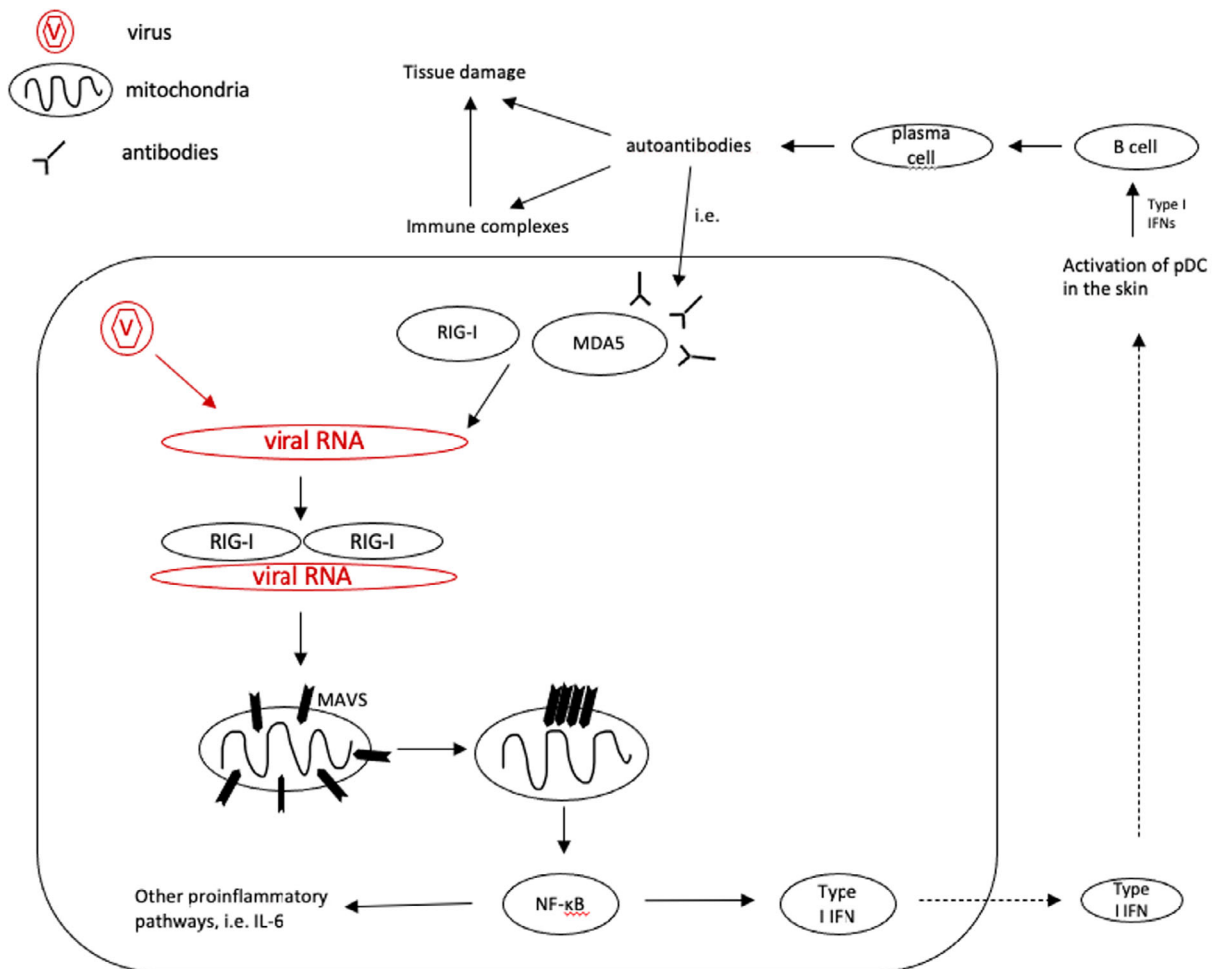 V
virus
mitochondria
antibodies
Tissue damage
autoantibodies
plasma
cell
B cell
Type I
IFNs
i.e.
Immune complexes
Activation of pDC
in the skin
V
RIG-I
MDA5
viral RNA
RIG-I
RIG-I
viral RNA
MAVS
Other proinflammatory
pathways, i.e. IL-6
NF-κB
Type
I IFN
Type
I IFN